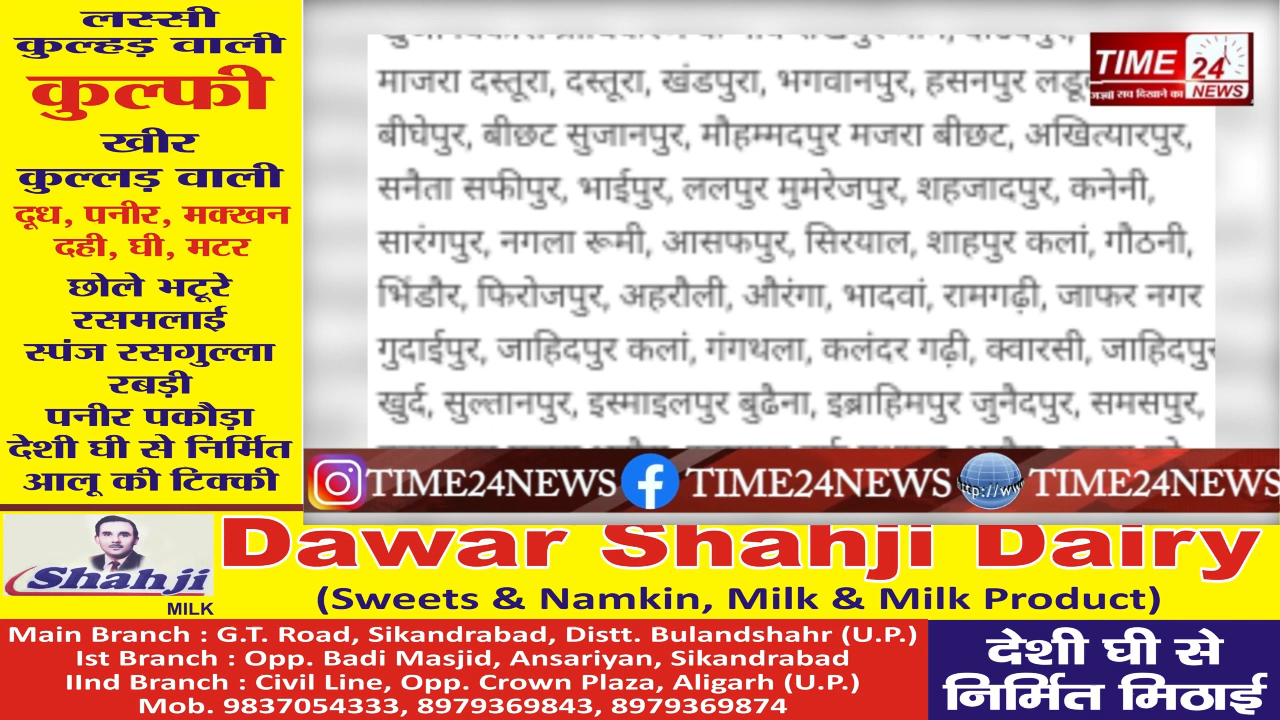 लस्सी
कुल्हड़ वाली
कुल्फी
खीर
कुल्लड़ वाली
दूध, पनीर, मक्खन
दही, घी, मटर
छोले भटूरे
रसमलाई
स्पंज रसगुल्ला
रबड़ी
पनीर पकौड़ा
देशी घी से निर्मित
आलू की टिक्की
माजरा दस्तूरा, दस्तूरा, खंडपुरा, भगवानपुर, हसनपुर
बीघेपुर, बीछट सुजानपुर, मौहम्मदपुर मजरा बीछट, अखित्यारपुर,
सनैता सफीपुर, भाईपुर, ललपुर मुमरेजपुर, शहजादपुर, कनेनी,
सारंगपुर, नगला रूमी, आसफपुर, सिरयाल, शाहपुर कलां, गौठनी,
भिंडौर, फिरोजपुर, अहरौली, औरंगा, भादवां, रामगढ़ी, जाफर नगर
गुदाईपुर, जाहिदपुर कलां, गंगथला, कलंदर गढ़ी, क्वारसी, जाहिदपुर
खुर्द, सुल्तानपुर, इस्माइलपुर बुढैना, इब्राहिमपुर जुनैदपुर, समसपुर,
TIME 24 NEWS
सच दिखाने का
TIME24NEWS TIME24NEWS http://ww TIME24NEWS
Shahji
MILK
Dawar Shahji Dairy
(Sweets & Namkin, Milk & Milk Product)
Main Branch : G.T. Road, Sikandrabad, Distt. Bulandshahr (U.P.)
Ist Branch : Opp. Badi Masjid, Ansariyan, Sikandrabad
IInd Branch : Civil Line, Opp. Crown Plaza, Aligarh (U.P.)
Mob. 9837054333, 8979369843, 8979369874
देशी घी से
निर्मित मिठाई